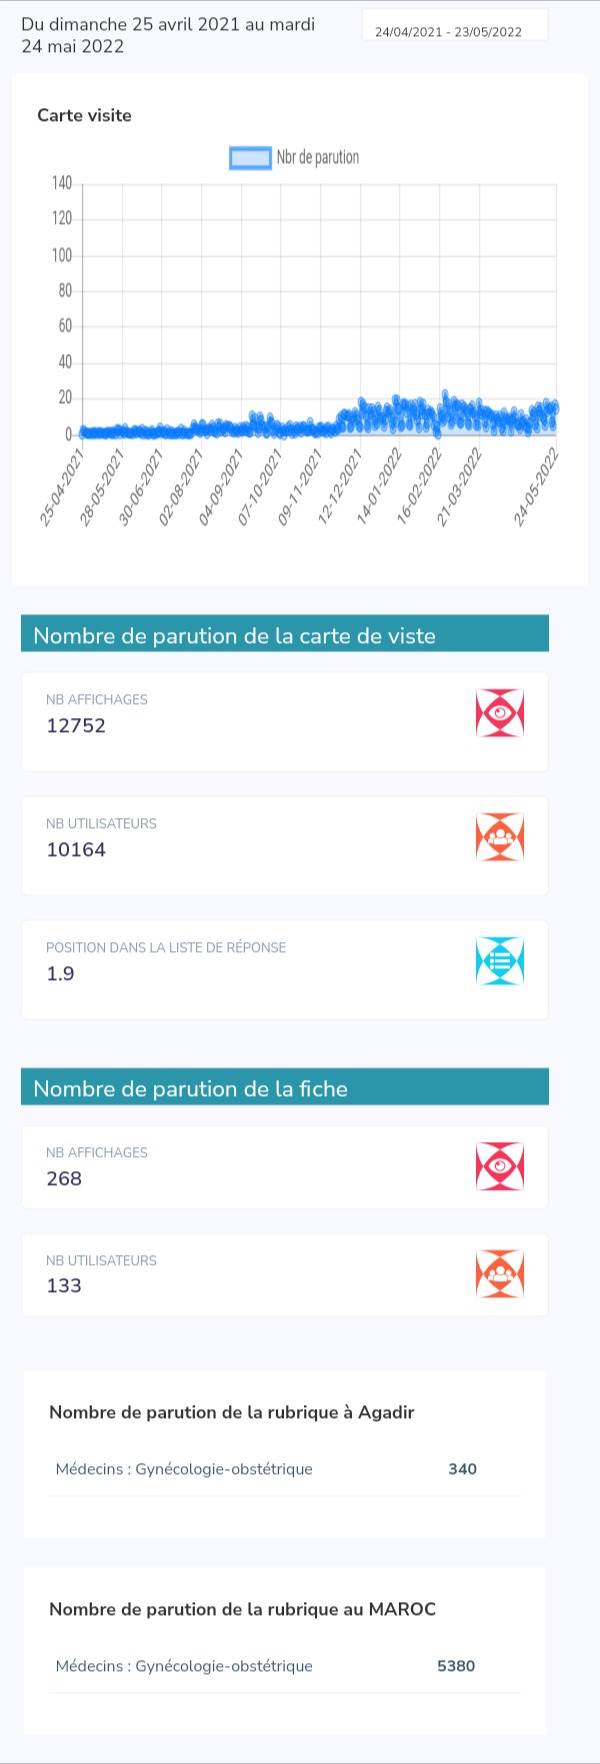 Du dimanche 25 avril 2021 au mardi
24 mai 2022
24/04/2021 - 23/05/2022
Carte visite
Nbr de parution
140
120
100
80
60
40
20
0
25-04-2021
28-05-2021
30-06-2021
02-08-2021
04-09-2021
07-10-2021
09-11-2021
12-12-2021
14-01-2022
16-02-2022
21-03-2022
24-05-2022
Nombre de parution de la carte de viste
NB AFFICHAGES
12752
NB UTILISATEURS
10164
POSITION DANS LA LISTE DE RÉPONSE
1.9
Nombre de parution de la fiche
NB AFFICHAGES
268
NB UTILISATEURS
133
Nombre de parution de la rubrique à Agadir
Médecins : Gynécologie-obstétrique 340
Nombre de parution de la rubrique au MAROC
Médecins : Gynécologie-obstétrique 5380